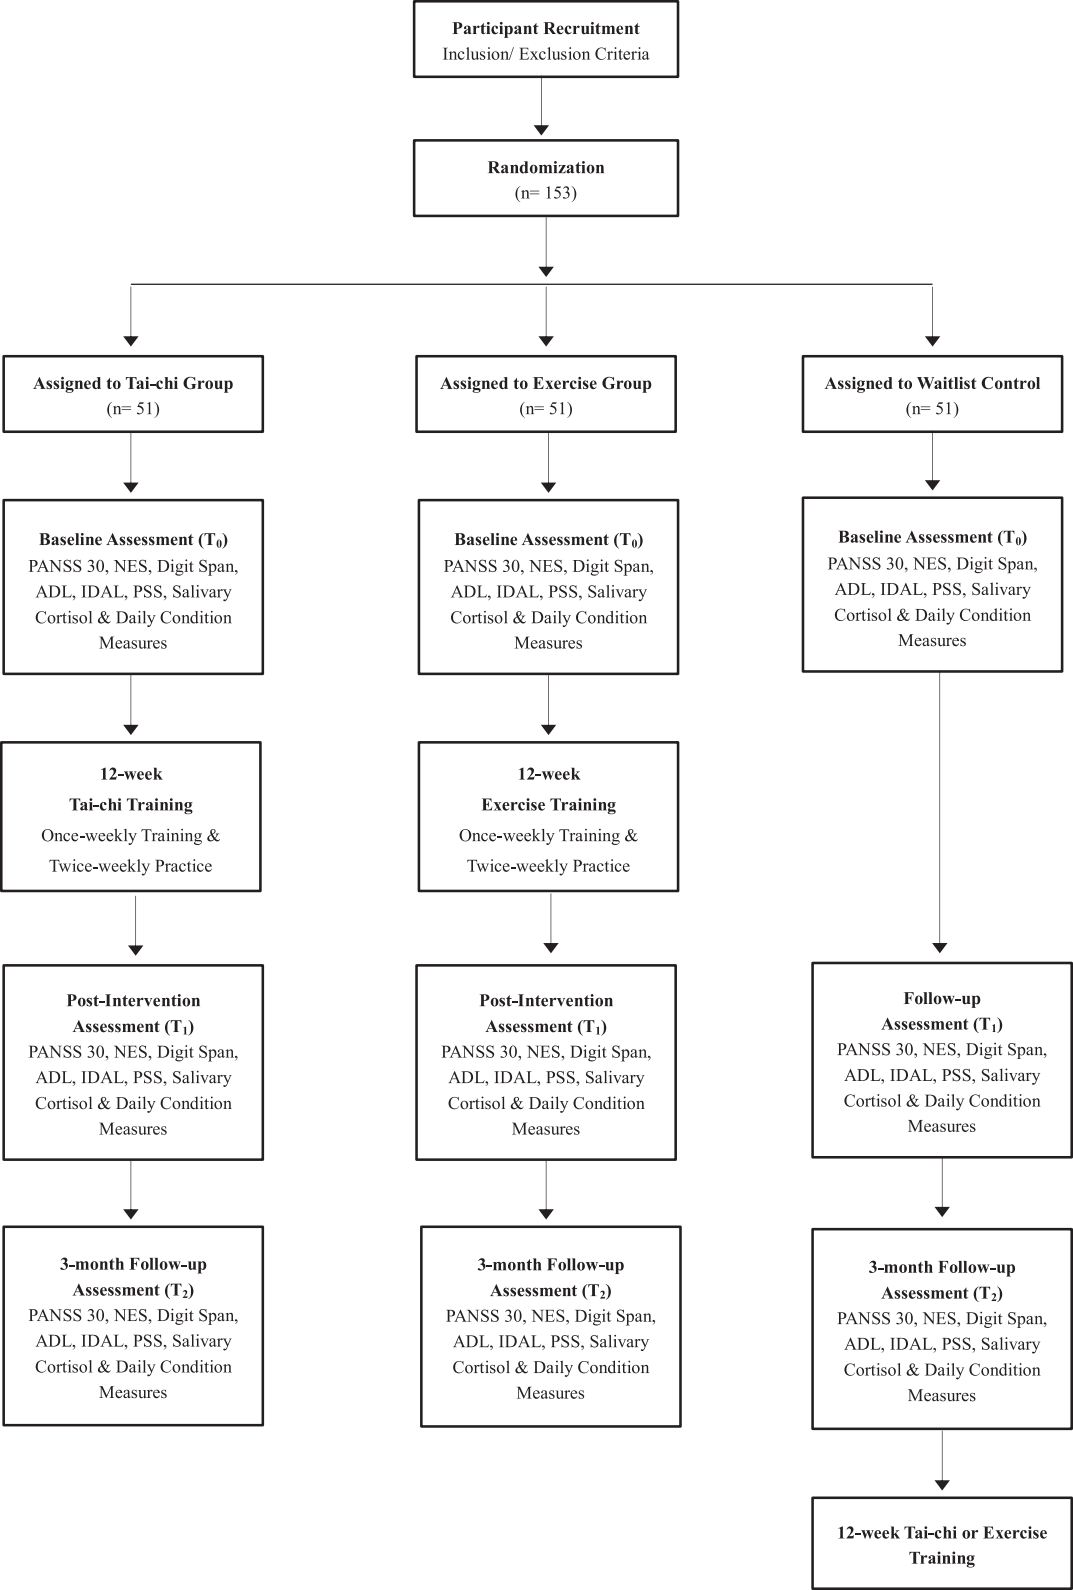 Participant Recruitment
Inclusion/ Exclusion Criteria
Randomization
(n= 153)
Assigned to Tai-chi Group
(n= 51)
Assigned to Exercise Group
(n= 51)
Assigned to Waitlist Control
(n= 51)
Baseline Assessment (T0)
PANSS 30, NES, Digit Span,
ADL, IDAL, PSS, Salivary
Cortisol & Daily Condition
Measures
Baseline Assessment (T0)
PANSS 30, NES, Digit Span,
ADL, IDAL, PSS, Salivary
Cortisol & Daily Condition
Measures
Baseline Assessment (T0)
PANSS 30, NES, Digit Span,
ADL, IDAL, PSS, Salivary
Cortisol & Daily Condition
Measures
12-week
Tai-chi Training
Once-weekly Training &
Twice-weekly Practice
12-week
Exercise Training
Once-weekly Training &
Twice-weekly Practice
Post-Intervention
Assessment (T1)
PANSS 30, NES, Digit Span,
ADL, IDAL, PSS, Salivary
Cortisol & Daily Condition
Measures
Post-Intervention
Assessment (T1)
PANSS 30, NES, Digit Span,
ADL, IDAL, PSS, Salivary
Cortisol & Daily Condition
Measures
Follow-up
Assessment (T1)
PANSS 30, NES, Digit Span,
ADL, IDAL, PSS, Salivary
Cortisol & Daily Condition
Measures
3-month Follow-up
Assessment (T2)
PANSS 30, NES, Digit Span,
ADL, IDAL, PSS, Salivary
Cortisol & Daily Condition
Measures
3-month Follow-up
Assessment (T2)
PANSS 30, NES, Digit Span,
ADL, IDAL, PSS, Salivary
Cortisol & Daily Condition
Measures
3-month Follow-up
Assessment (T2)
PANSS 30, NES, Digit Span,
ADL, IDAL, PSS, Salivary
Cortisol & Daily Condition
Measures
12-week Tai-chi or Exercise
Training